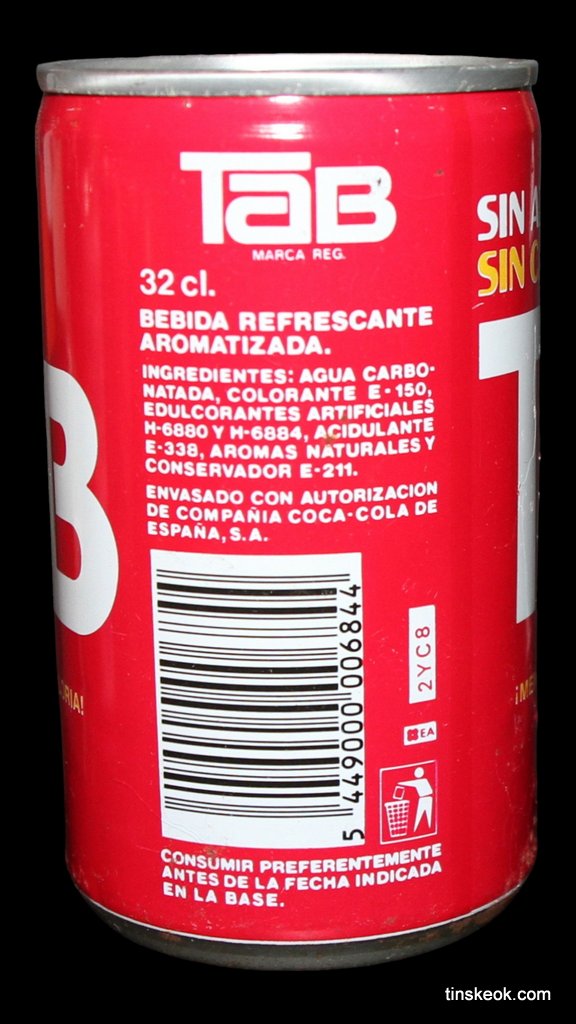 TaB
MARCA REG.
32 cl.
BEBIDA REFRESCANTE
AROMATIZADA.
INGREDIENTES: AGUA CARBO-
NATADA, COLORANTE E-150,
EDULCORANTES ARTIFICIALES
H-6880 Y H-6884, ACIDULANTE
E-338, AROMAS NATURALES Y
CONSERVADOR E-211.
ENVASADO CON AUTORIZACION
DE COMPAÑIA COCA-COLA DE
ESPAÑA, S.A.
5 449000 006844
2YC8
EA
CONSUMIR PREFERENTEMENTE
ANTES DE LA FECHA INDICADA
EN LA BASE.
B
SIN
SIN
T
tinskeok.com